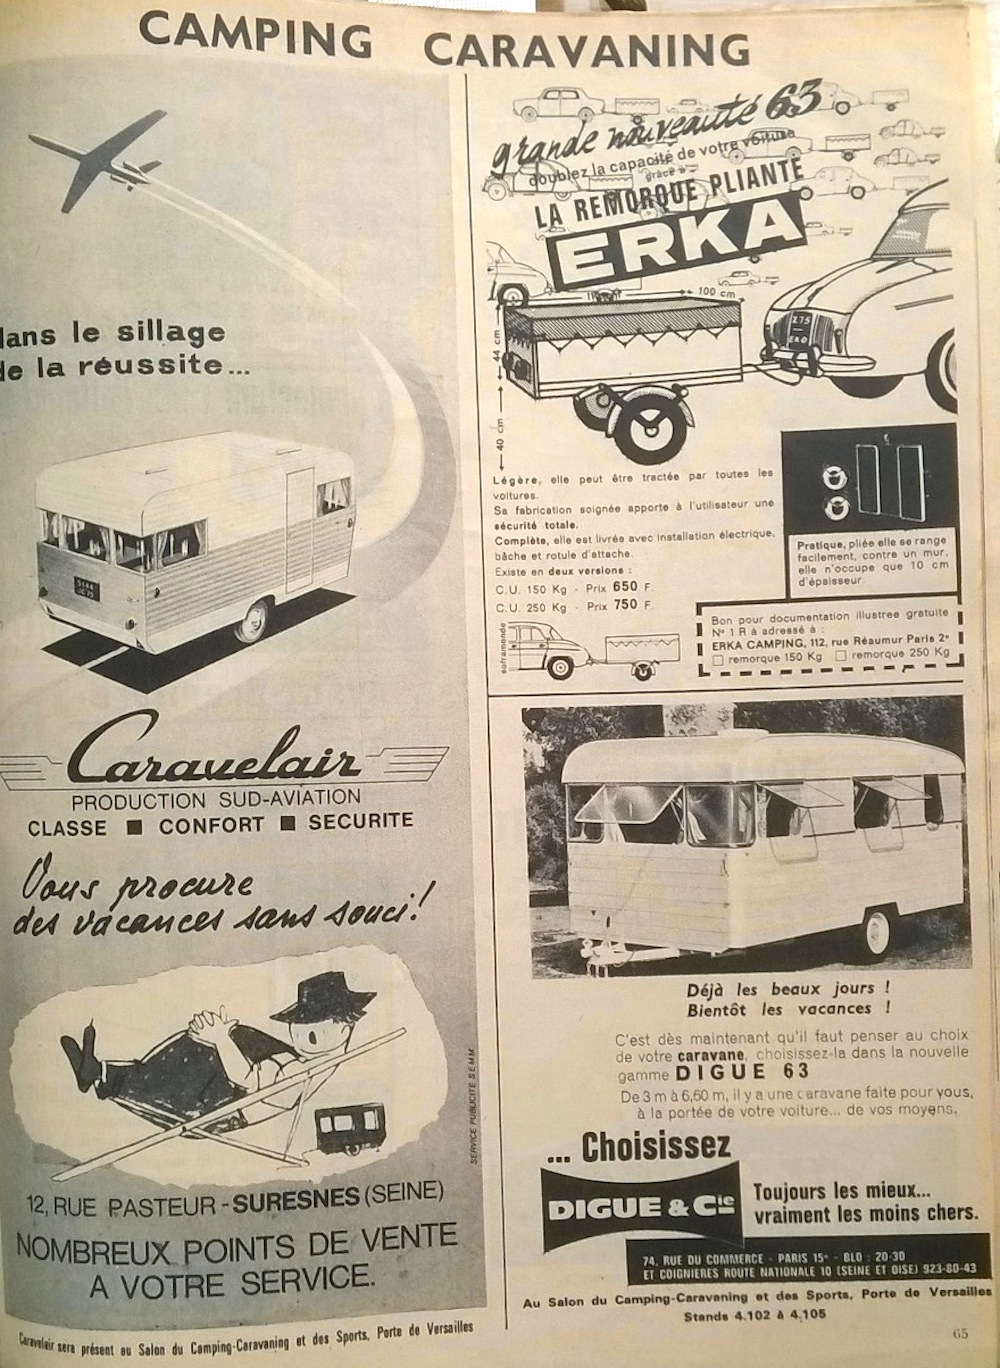 CAMPING CARAVANING
dans le sillage
de la réussite...
Caravelair
PRODUCTION SUD-AVIATION
CLASSE ■ CONFORT ■ SECURITE
Vous procure
des vacances sans souci!
SERVICE PUBLICITE S.E.M.M.
12, RUE PASTEUR - SURESNES (SEINE)
NOMBREUX POINTS DE VENTE
A VOTRE SERVICE.
Caravelair sera présent au Salon du Camping-Caravaning et des Sports, Porte de Versailles
grande nouveauté 63
doublez la capacité de votre voiture
grâce à
LA REMORQUE PLIANTE
ERKA
100 cm
44 cm
40 cm
275
Légère, elle peut être tractée par toutes les
voitures.
Sa fabrication soignée apporte à l'utilisateur une
sécurité totale.
Complète, elle est livrée avec installation électrique,
bâche et rotule d'attache.
Existe en deux versions :
C.U. 150 Kg - Prix 650 F.
C.U. 250 Kg - Prix 750 F.
soframonde
Pratique, pliée elle se range
facilement, contre un mur,
elle n'occupe que 10 cm
d'épaisseur.
Bon pour documentation illustree gratuite
N° 1 R à adressé à :
ERKA CAMPING, 112, rue Réaumur Paris 2e
□ remorque 150 Kg □ remorque 250 Kg
Déjà les beaux jours !
Bientôt les vacances !
C'est dès maintenant qu'il faut penser au choix
de votre caravane, choisissez-la dans la nouvelle
gamme DIGUE 63
De 3 m à 6,60 m, il y a une caravane faite pour vous,
à la portée de votre voiture... de vos moyens.
... Choisissez
DIGUE & Cie
Toujours les mieux...
vraiment les moins chers.
74, RUE DU COMMERCE - PARIS 15e - BLO : 20-30
ET COIGNIERES ROUTE NATIONALE 10 (SEINE ET OISE) 923-80-43
Au Salon du Camping-Caravaning et des Sports, Porte de Versailles
Stands 4.102 à 4.105
65